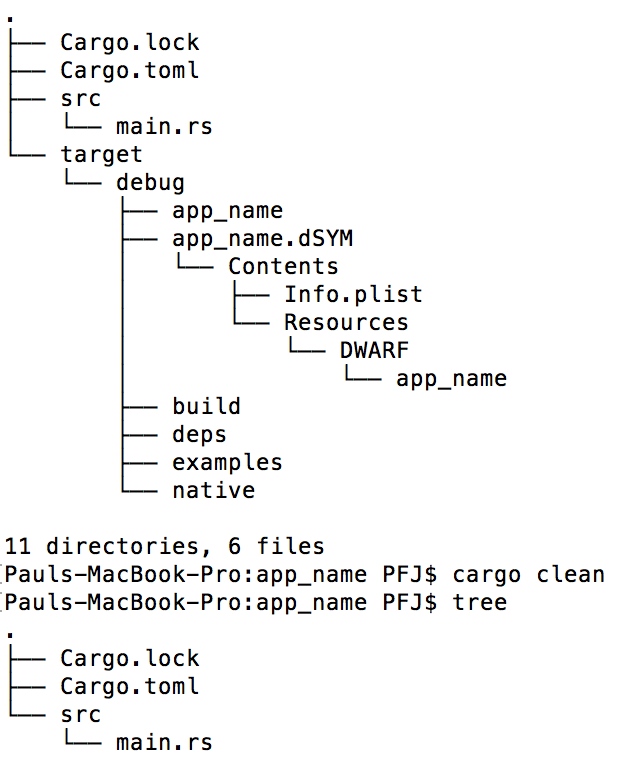 .
├── Cargo.lock
├── Cargo.toml
├── src
│   └── main.rs
└── target
    └── debug
        ├── app_name
        ├── app_name.dSYM
        │   └── Contents
        │       ├── Info.plist
        │       └── Resources
        │           └── DWARF
        │               └── app_name
        ├── build
        ├── deps
        ├── examples
        └── native
11 directories, 6 files
[Pauls-MacBook-Pro:app_name PFJ$ cargo clean
[Pauls-MacBook-Pro:app_name PFJ$ tree
.
├── Cargo.lock
├── Cargo.toml
└── src
    └── main.rs